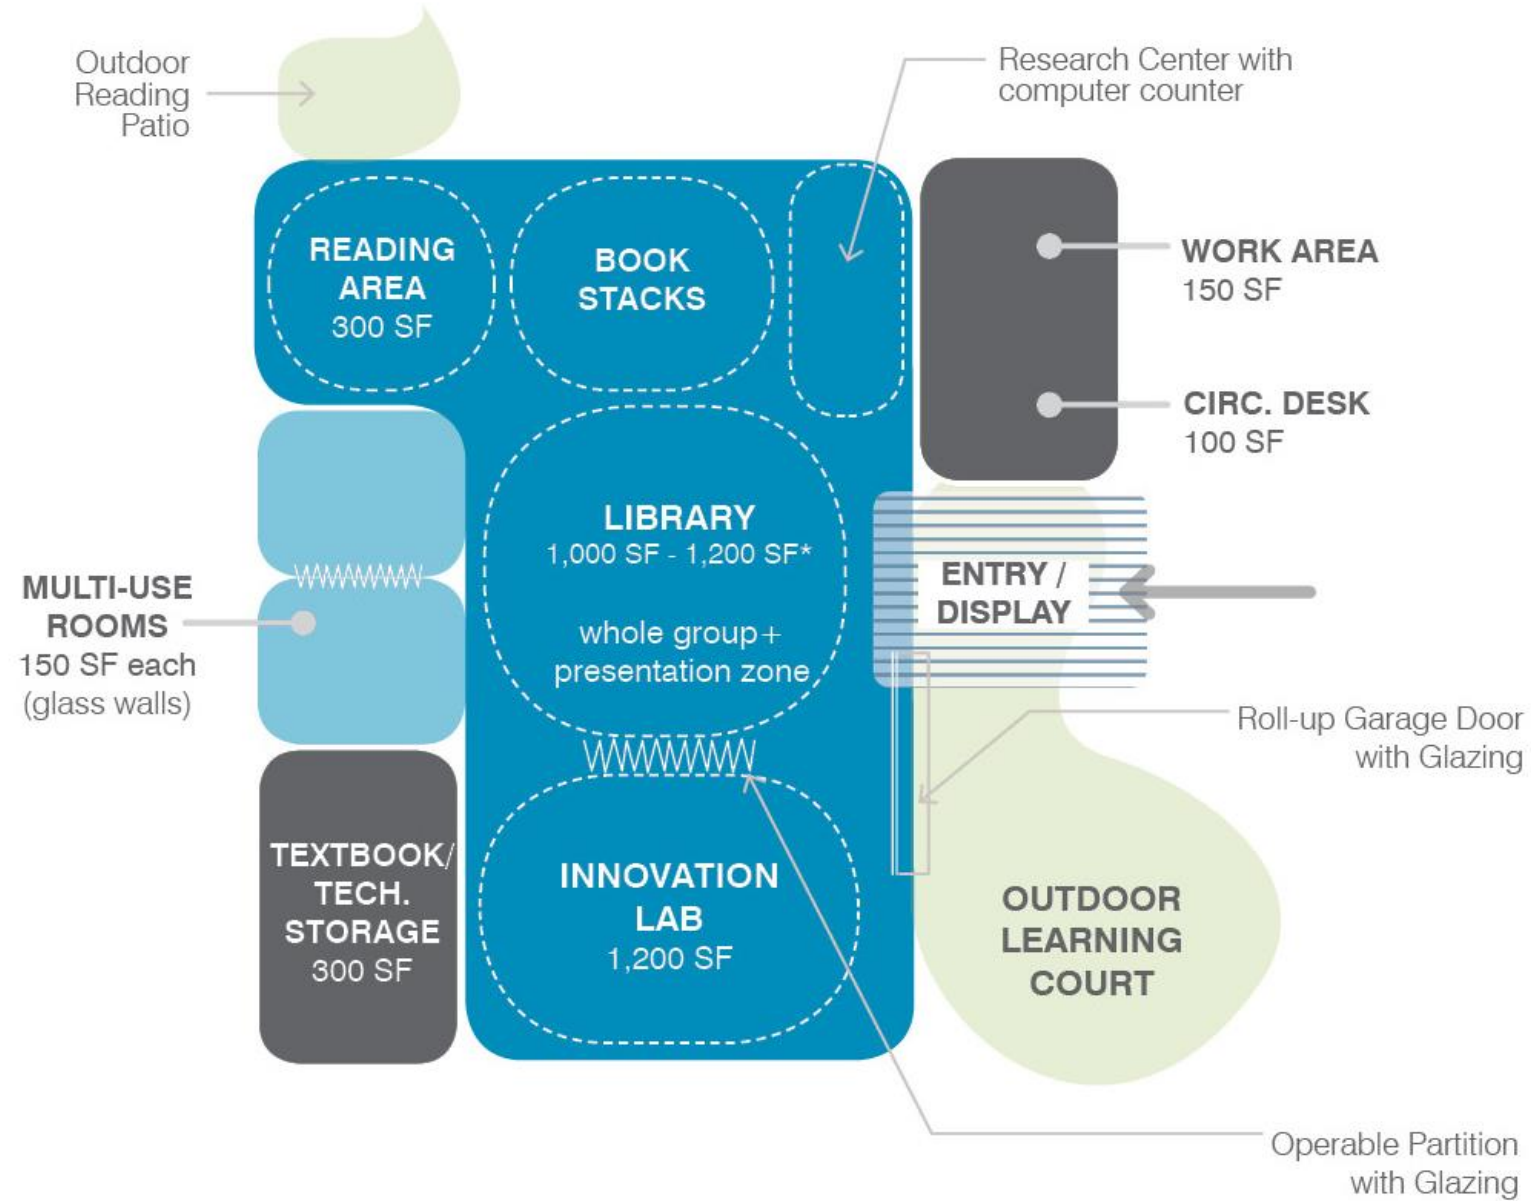 Outdoor
Reading
Patio
Research Center with
computer counter
READING
AREA
300 SF
BOOK
STACKS
WORK AREA
150 SF
CIRC. DESK
100 SF
LIBRARY
1,000 SF - 1,200 SF*
whole group+
presentation zone
ENTRY /
DISPLAY
MULTI-USE
ROOMS
150 SF each
(glass walls)
Roll-up Garage Door
with Glazing
TEXTBOOK/
TECH.
STORAGE
300 SF
INNOVATION
LAB
1,200 SF
OUTDOOR
LEARNING
COURT
Operable Partition
with Glazing